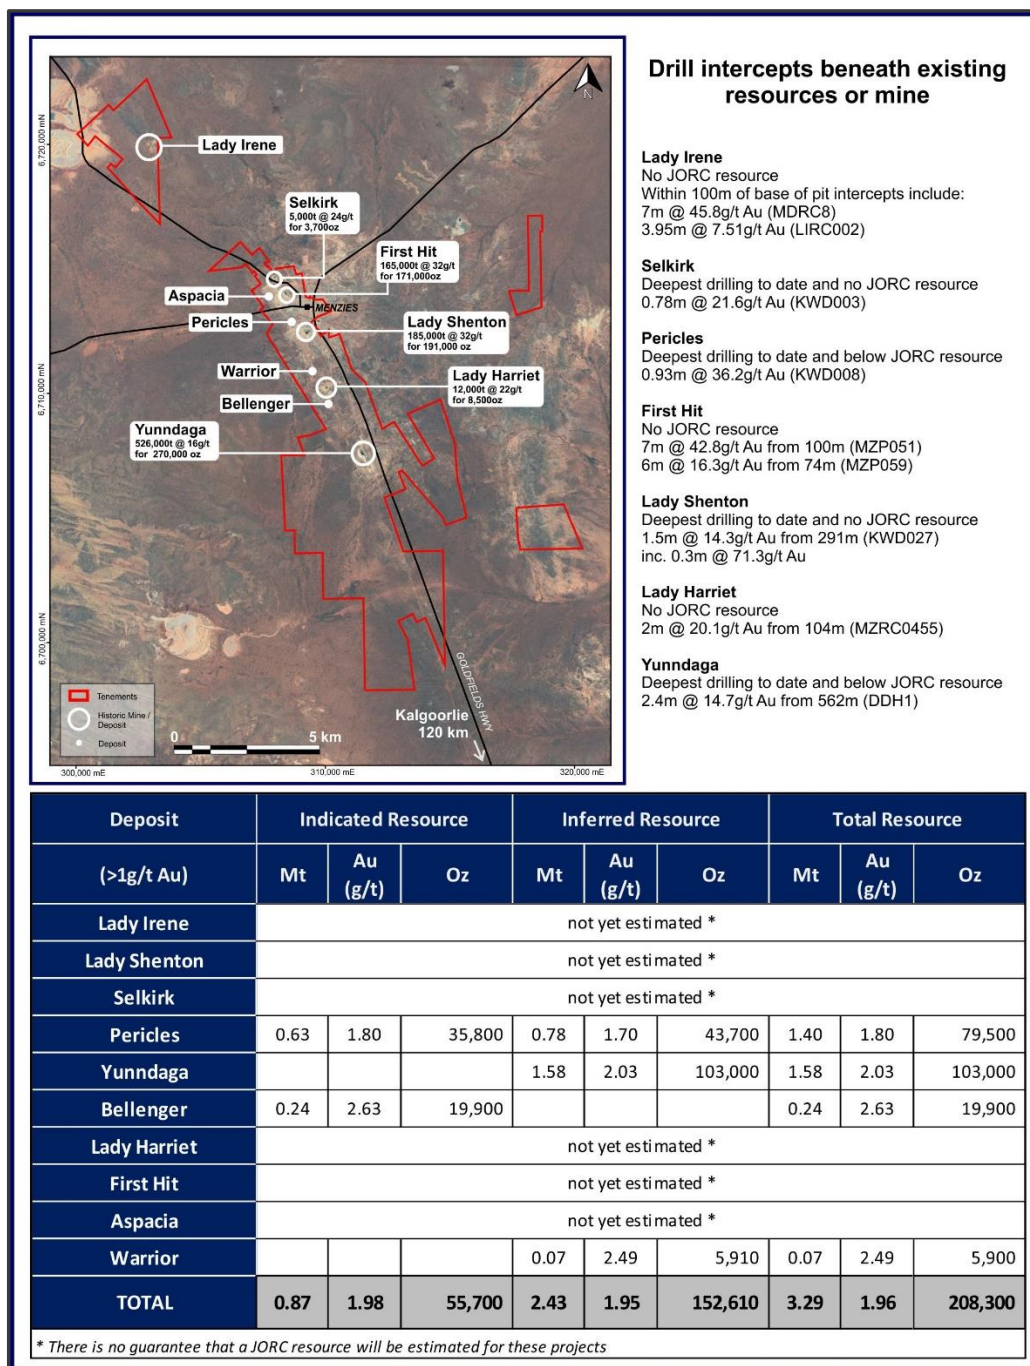 6,720,000 mN
6,710,000 mN
6,700,000 mN
N
Lady Irene
Selkirk
5,000t @ 24g/t
for 3,700oz
First Hit
165,000t @ 32g/t
for 171,000oz
Aspacia
MENZIES
Pericles
Lady Shenton
185,000t @ 32g/t
for 191,000 oz
Warrior
Lady Harriet
12,000t @ 22g/t
for 8,500oz
Bellenger
Yunndaga
526,000t @ 16g/t
for 270,000 oz
GOLDFIELDS HWY
Kalgoorlie
120 km
Tenements
Historic Mine /
Deposit
Deposit
0 5 km
300,000 mE 310,000 mE 320,000 mE
Drill intercepts beneath existing
resources or mine
Lady Irene
No JORC resource
Within 100m of base of pit intercepts include:
7m @ 45.8g/t Au (MDRC8)
3.95m @ 7.51g/t Au (LIRC002)
Selkirk
Deepest drilling to date and no JORC resource
0.78m @ 21.6g/t Au (KWD003)
Pericles
Deepest drilling to date and below JORC resource
0.93m @ 36.2g/t Au (KWD008)
First Hit
No JORC resource
7m @ 42.8g/t Au from 100m (MZP051)
6m @ 16.3g/t Au from 74m (MZP059)
Lady Shenton
Deepest drilling to date and no JORC resource
1.5m @ 14.3g/t Au from 291m (KWD027)
inc. 0.3m @ 71.3g/t Au
Lady Harriet
No JORC resource
2m @ 20.1g/t Au from 104m (MZRC0455)
Yunndaga
Deepest drilling to date and below JORC resource
2.4m @ 14.7g/t Au from 562m (DDH1)
Deposit Indicated Resource Inferred Resource Total Resource
(>1g/t Au) Mt Au (g/t) Oz Mt Au (g/t) Oz Mt Au (g/t) Oz
Lady Irene not yet estimated *
Lady Shenton not yet estimated *
Selkirk not yet estimated *
Pericles 0.63 1.80 35,800 0.78 1.70 43,700 1.40 1.80 79,500
Yunndaga 1.58 2.03 103,000 1.58 2.03 103,000
Bellenger 0.24 2.63 19,900 0.24 2.63 19,900
Lady Harriet not yet estimated *
First Hit not yet estimated *
Aspacia not yet estimated *
Warrior 0.07 2.49 5,910 0.07 2.49 5,900
TOTAL 0.87 1.98 55,700 2.43 1.95 152,610 3.29 1.96 208,300
* There is no guarantee that a JORC resource will be estimated for these projects